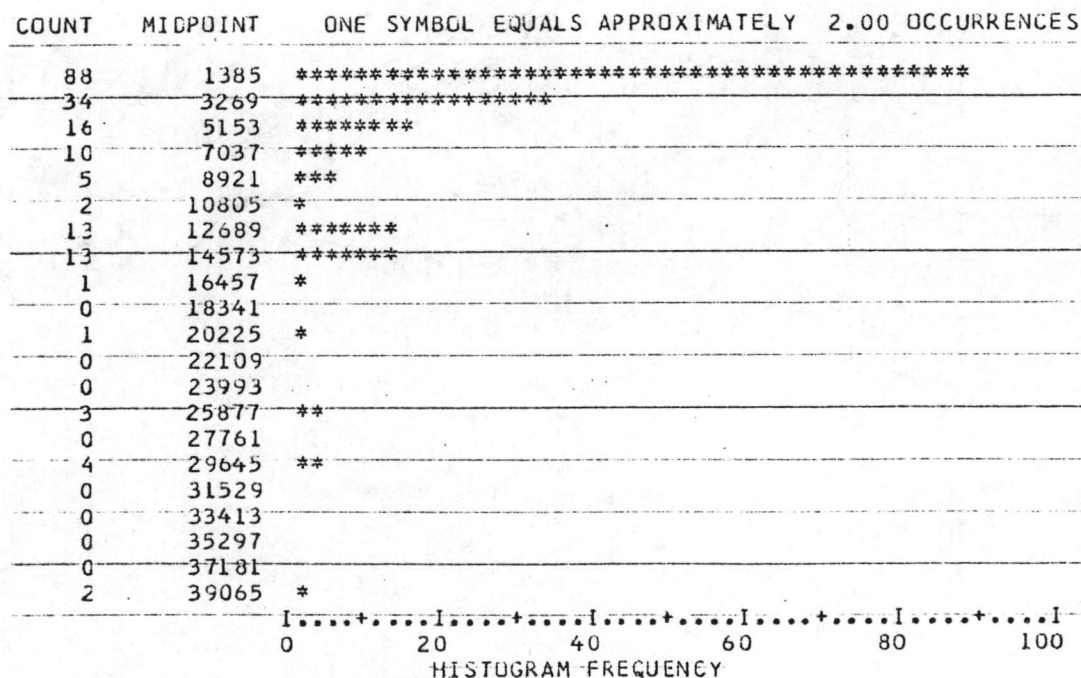 COUNT MIDPOINT ONE SYMBOL EQUALS APPROXIMATELY 2.00 OCCURRENCES
88 1385 ********************************************
34 3269 *****************
16 5153 ********
10 7037 *****
5 8921 ***
2 10805 *
13 12689 *******
13 14573 *******
1 16457 *
0 18341
1 20225 *
0 22109
0 23993
3 25877 **
0 27761
4 29645 **
0 31529
0 33413
0 35297
0 37181
2 39065 *
I....+....I....+....I....+....I....+....I....+....I
0 20 40 60 80 100
HISTOGRAM FREQUENCY